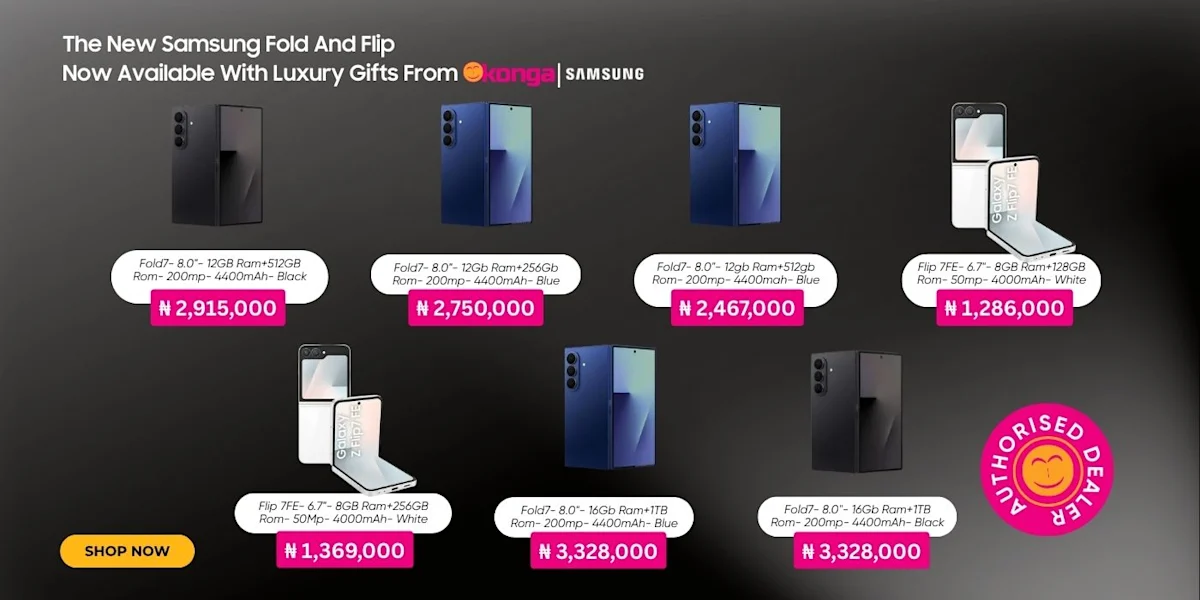 The New Samsung Fold And Flip
Now Available With Luxury Gifts From konga | SAMSUNG
Fold7- 8.0"- 12GB Ram+512GB
Rom- 200mp- 4400mAh- Black
₦ 2,915,000
Fold7- 8.0"- 12Gb Ram+256Gb
Rom- 200mp- 4400mAh- Blue
₦ 2,750,000
Fold7- 8.0"- 12gb Ram+512gb
Rom- 200mp- 4400mah- Blue
₦ 2,467,000
Galaxy
Z Flip7 FE
Flip 7FE- 6.7"- 8GB Ram+128GB
Rom- 50mp- 4000mAh- White
₦ 1,286,000
Galaxy
Z Flip7 FE
Flip 7FE- 6.7"- 8GB Ram+256GB
Rom- 50Mp- 4000mAh- White
₦ 1,369,000
Fold7- 8.0"- 16Gb Ram+1TB
Rom- 200mp- 4400mAh- Blue
₦ 3,328,000
Fold7- 8.0"- 16Gb Ram+1TB
Rom- 200mp- 4400mAh- Black
₦ 3,328,000
AUTHORISED DEALER
SHOP NOW